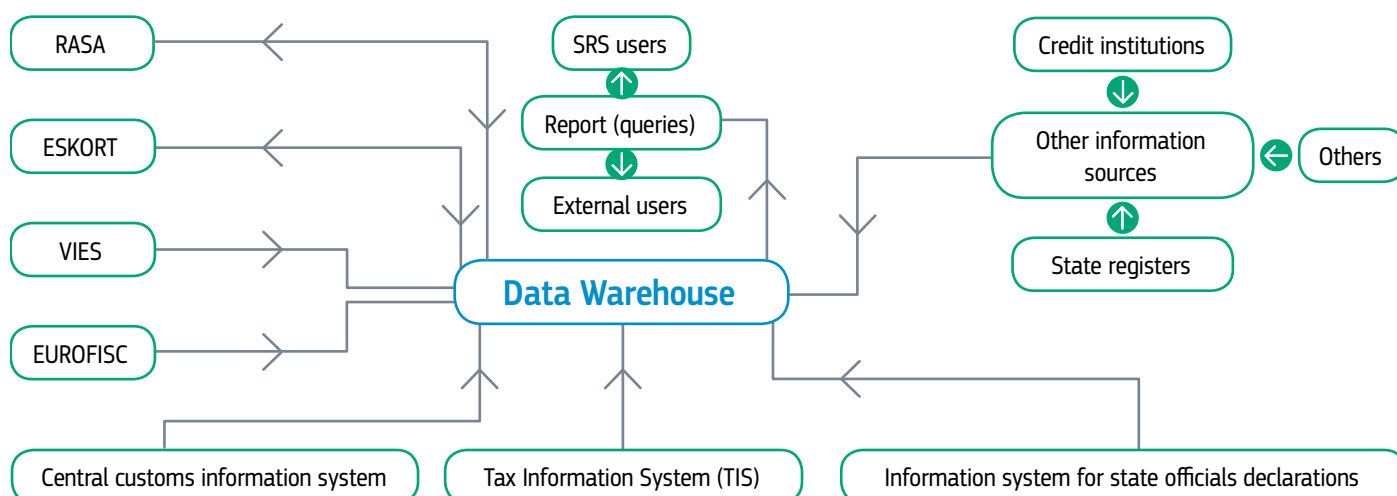 RASA
SRS users
Credit institutions
ESKORT
Report (queries)
Other information
sources
Others
External users
VIES
State registers
Data Warehouse
EUROFISC
Central customs information system
Tax Information System (TIS)
Information system for state officials declarations